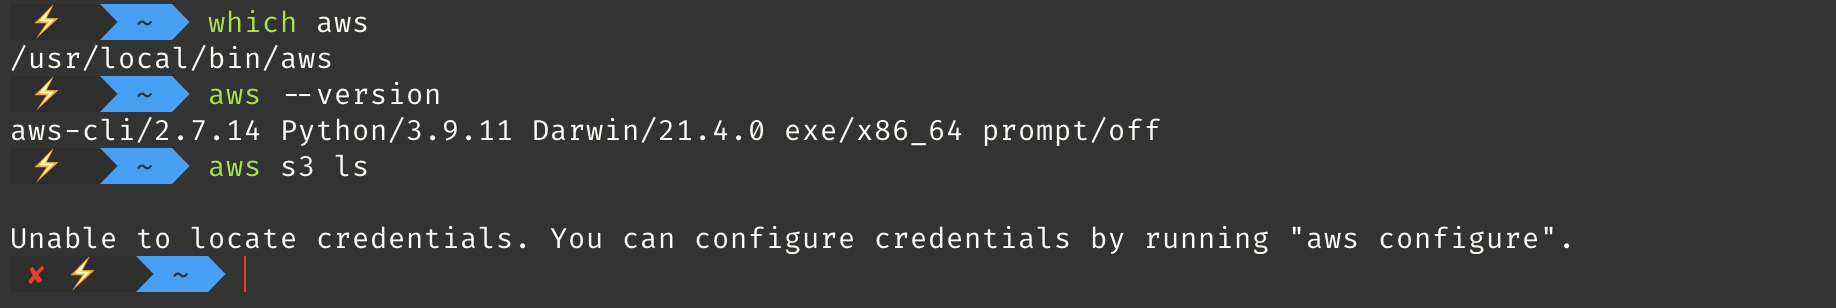 ⚡ ~ which aws
/usr/local/bin/aws
⚡ ~ aws --version
aws-cli/2.7.14 Python/3.9.11 Darwin/21.4.0 exe/x86_64 prompt/off
⚡ ~ aws s3 ls
Unable to locate credentials. You can configure credentials by running "aws configure".
✘ ⚡ ~